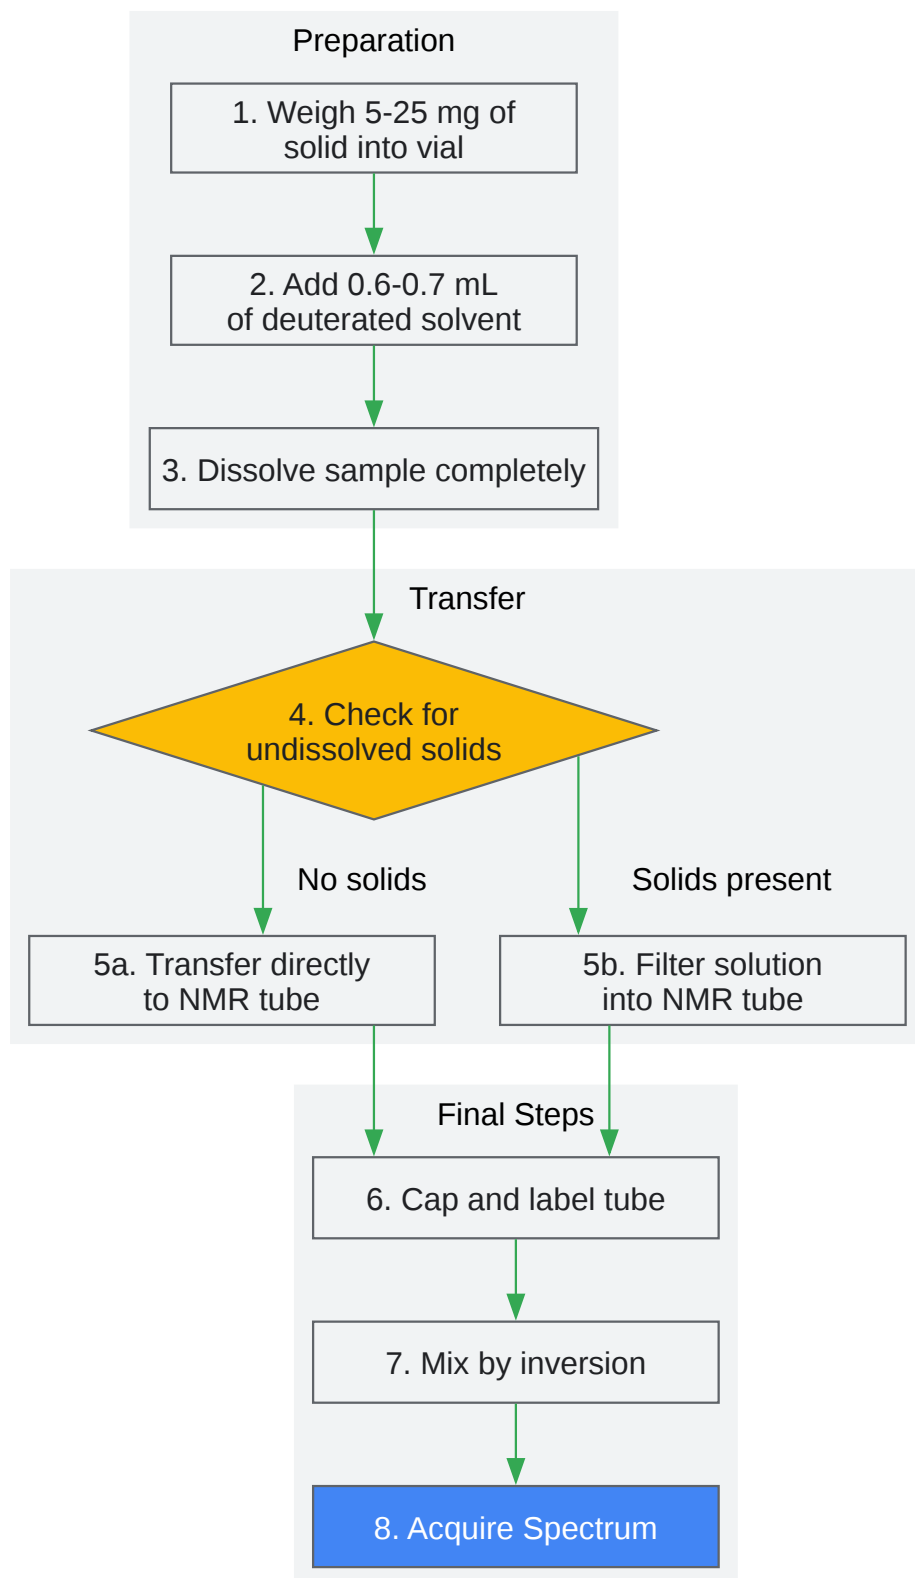 Preparation
1. Weigh 5-25 mg of
solid into vial
2. Add 0.6-0.7 mL
of deuterated solvent
3. Dissolve sample completely
Transfer
4. Check for
undissolved solids
No solids
Solids present
5a. Transfer directly
to NMR tube
5b. Filter solution
into NMR tube
Final Steps
6. Cap and label tube
7. Mix by inversion
8. Acquire Spectrum